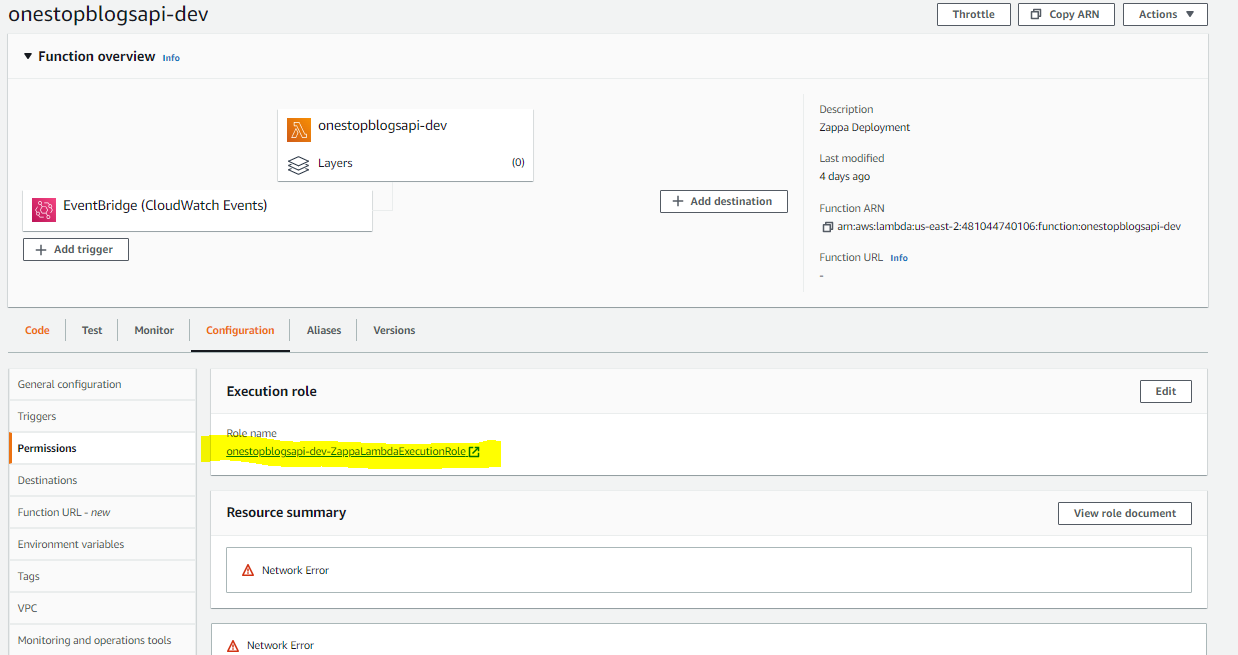 onestopblogsapi-dev
Throttle
Copy ARN
Actions
Function overview Info
onestopblogsapi-dev
Layers (0)
EventBridge (CloudWatch Events)
Add trigger
Add destination
Description
Zappa Deployment
Last modified
4 days ago
Function ARN
arn:aws:lambda:us-east-2:481044740106:function:onestopblogsapi-dev
Function URL Info
-
Code Test Monitor Configuration Aliases Versions
General configuration
Triggers
Permissions
Destinations
Function URL - new
Environment variables
Tags
VPC
Monitoring and operations tools
Execution role
Edit
Role name
onestopblogsapi-dev-ZappaLambdaExecutionRole
Resource summary
View role document
Network Error
Network Error